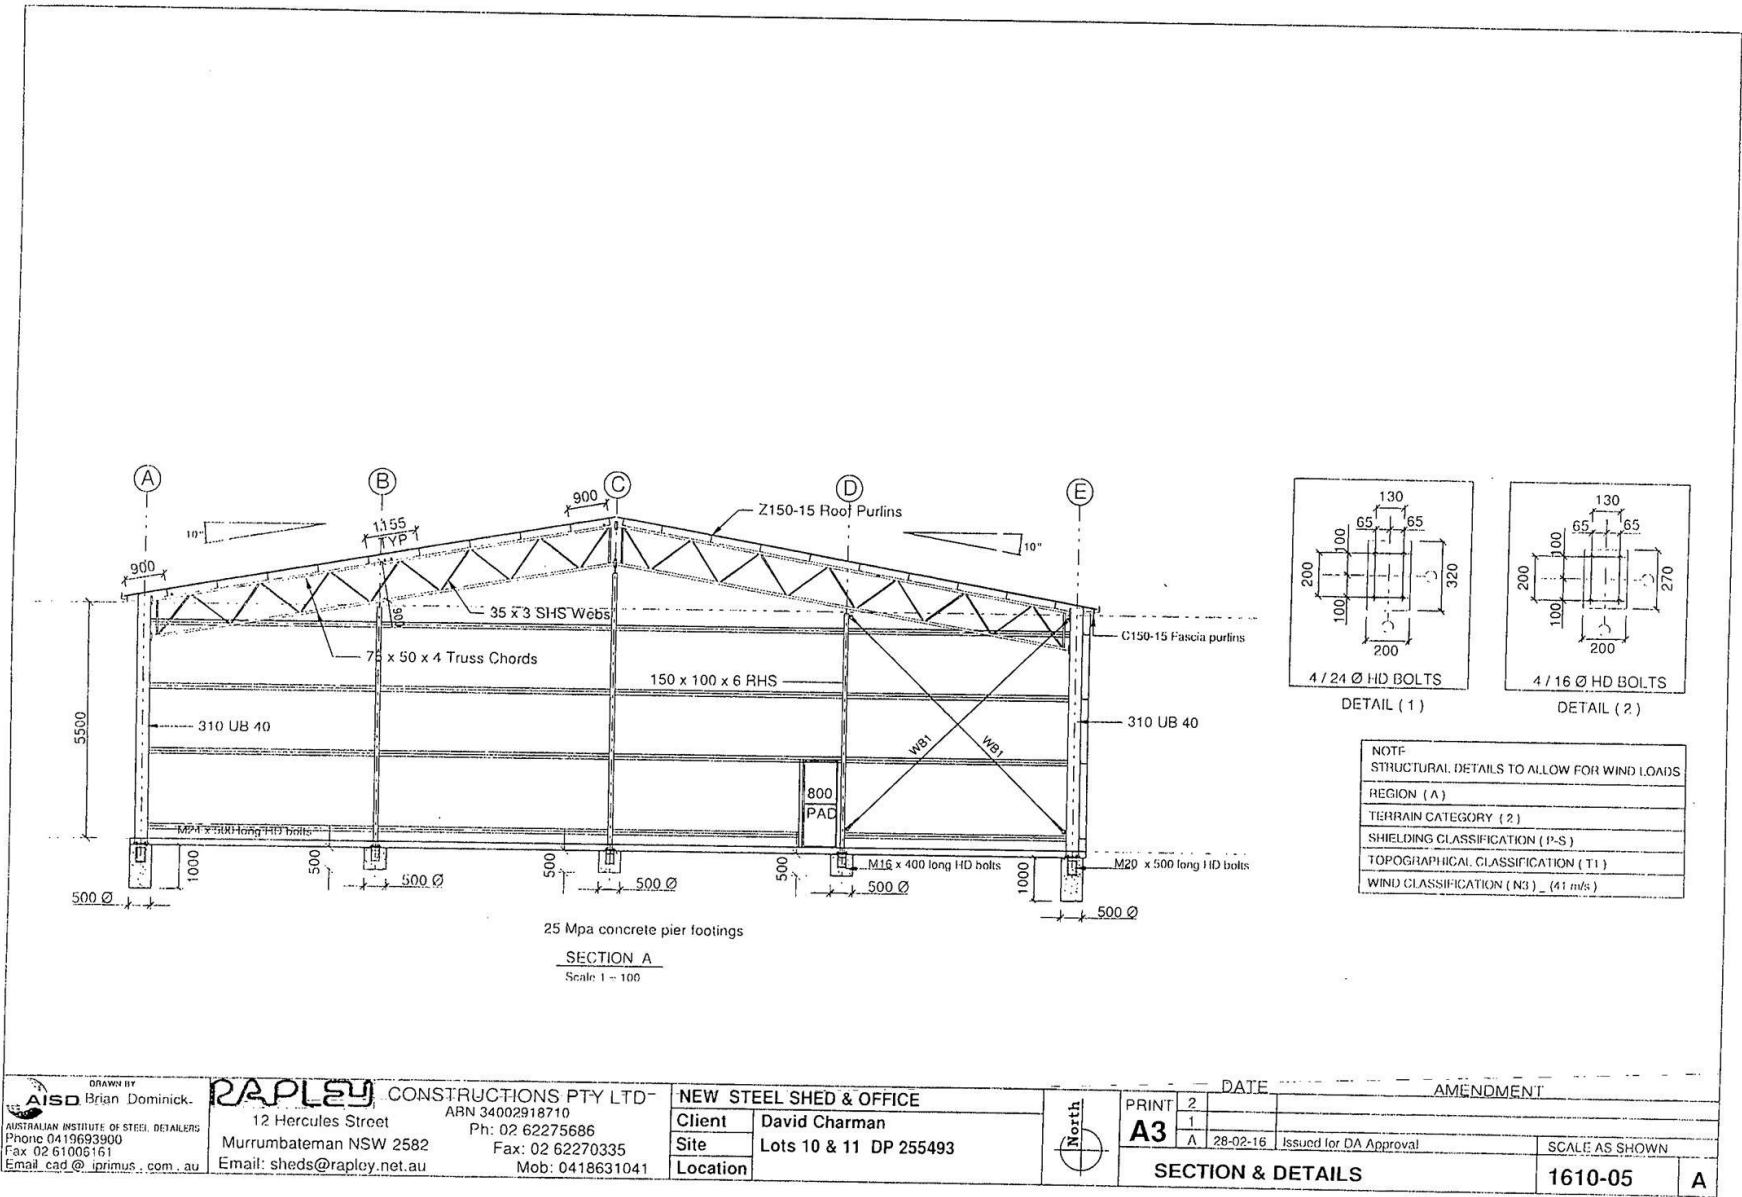 A
B
C
D
E
900
1155
TYP
900
Z150-15 Roof Purlins
10°
10°
900
35 x 3 SHS Webs
75 x 50 x 4 Truss Chords
C150-15 Fascia purlins
150 x 100 x 6 RHS
5500
310 UB 40
310 UB 40
WB1
WB1
800
PAD
M24 x 500 long HD bolts
M16 x 400 long HD bolts
M20 x 500 long HD bolts
1000
500
500
500
1000
500 Ø
500 Ø
500 Ø
500 Ø
500 Ø
25 Mpa concrete pier footings
SECTION A
Scale 1 - 100
130
65
65
100
200
100
320
200
4 / 24 Ø HD BOLTS
DETAIL ( 1 )
130
65
65
100
200
100
270
200
4 / 16 Ø HD BOLTS
DETAIL ( 2 )
NOTE
STRUCTURAL DETAILS TO ALLOW FOR WIND LOADS
REGION ( A )
TERRAIN CATEGORY ( 2 )
SHIELDING CLASSIFICATION ( P-S )
TOPOGRAPHICAL CLASSIFICATION ( T1 )
WIND CLASSIFICATION ( N3 ) _ (41 m/s )
DRAWN BY
AISD Brian Dominick
AUSTRALIAN INSTITUTE OF STEEL DETAILERS
Phone 0419693900
Fax 02 61006161
Email cad @ iprimus . com . au
RAPLEY CONSTRUCTIONS PTY LTD
ABN 34002918710
12 Hercules Street
Ph: 02 62275686
Murrumbateman NSW 2582
Fax: 02 62270335
Email: sheds@rapley.net.au
Mob: 0418631041
NEW STEEL SHED & OFFICE
Client David Charman
Site Lots 10 & 11 DP 255493
Location
North
DATE AMENDMENT
PRINT 2
A3 1
A 28-02-16 Issued for DA Approval
SCALE AS SHOWN
SECTION & DETAILS
1610-05 A